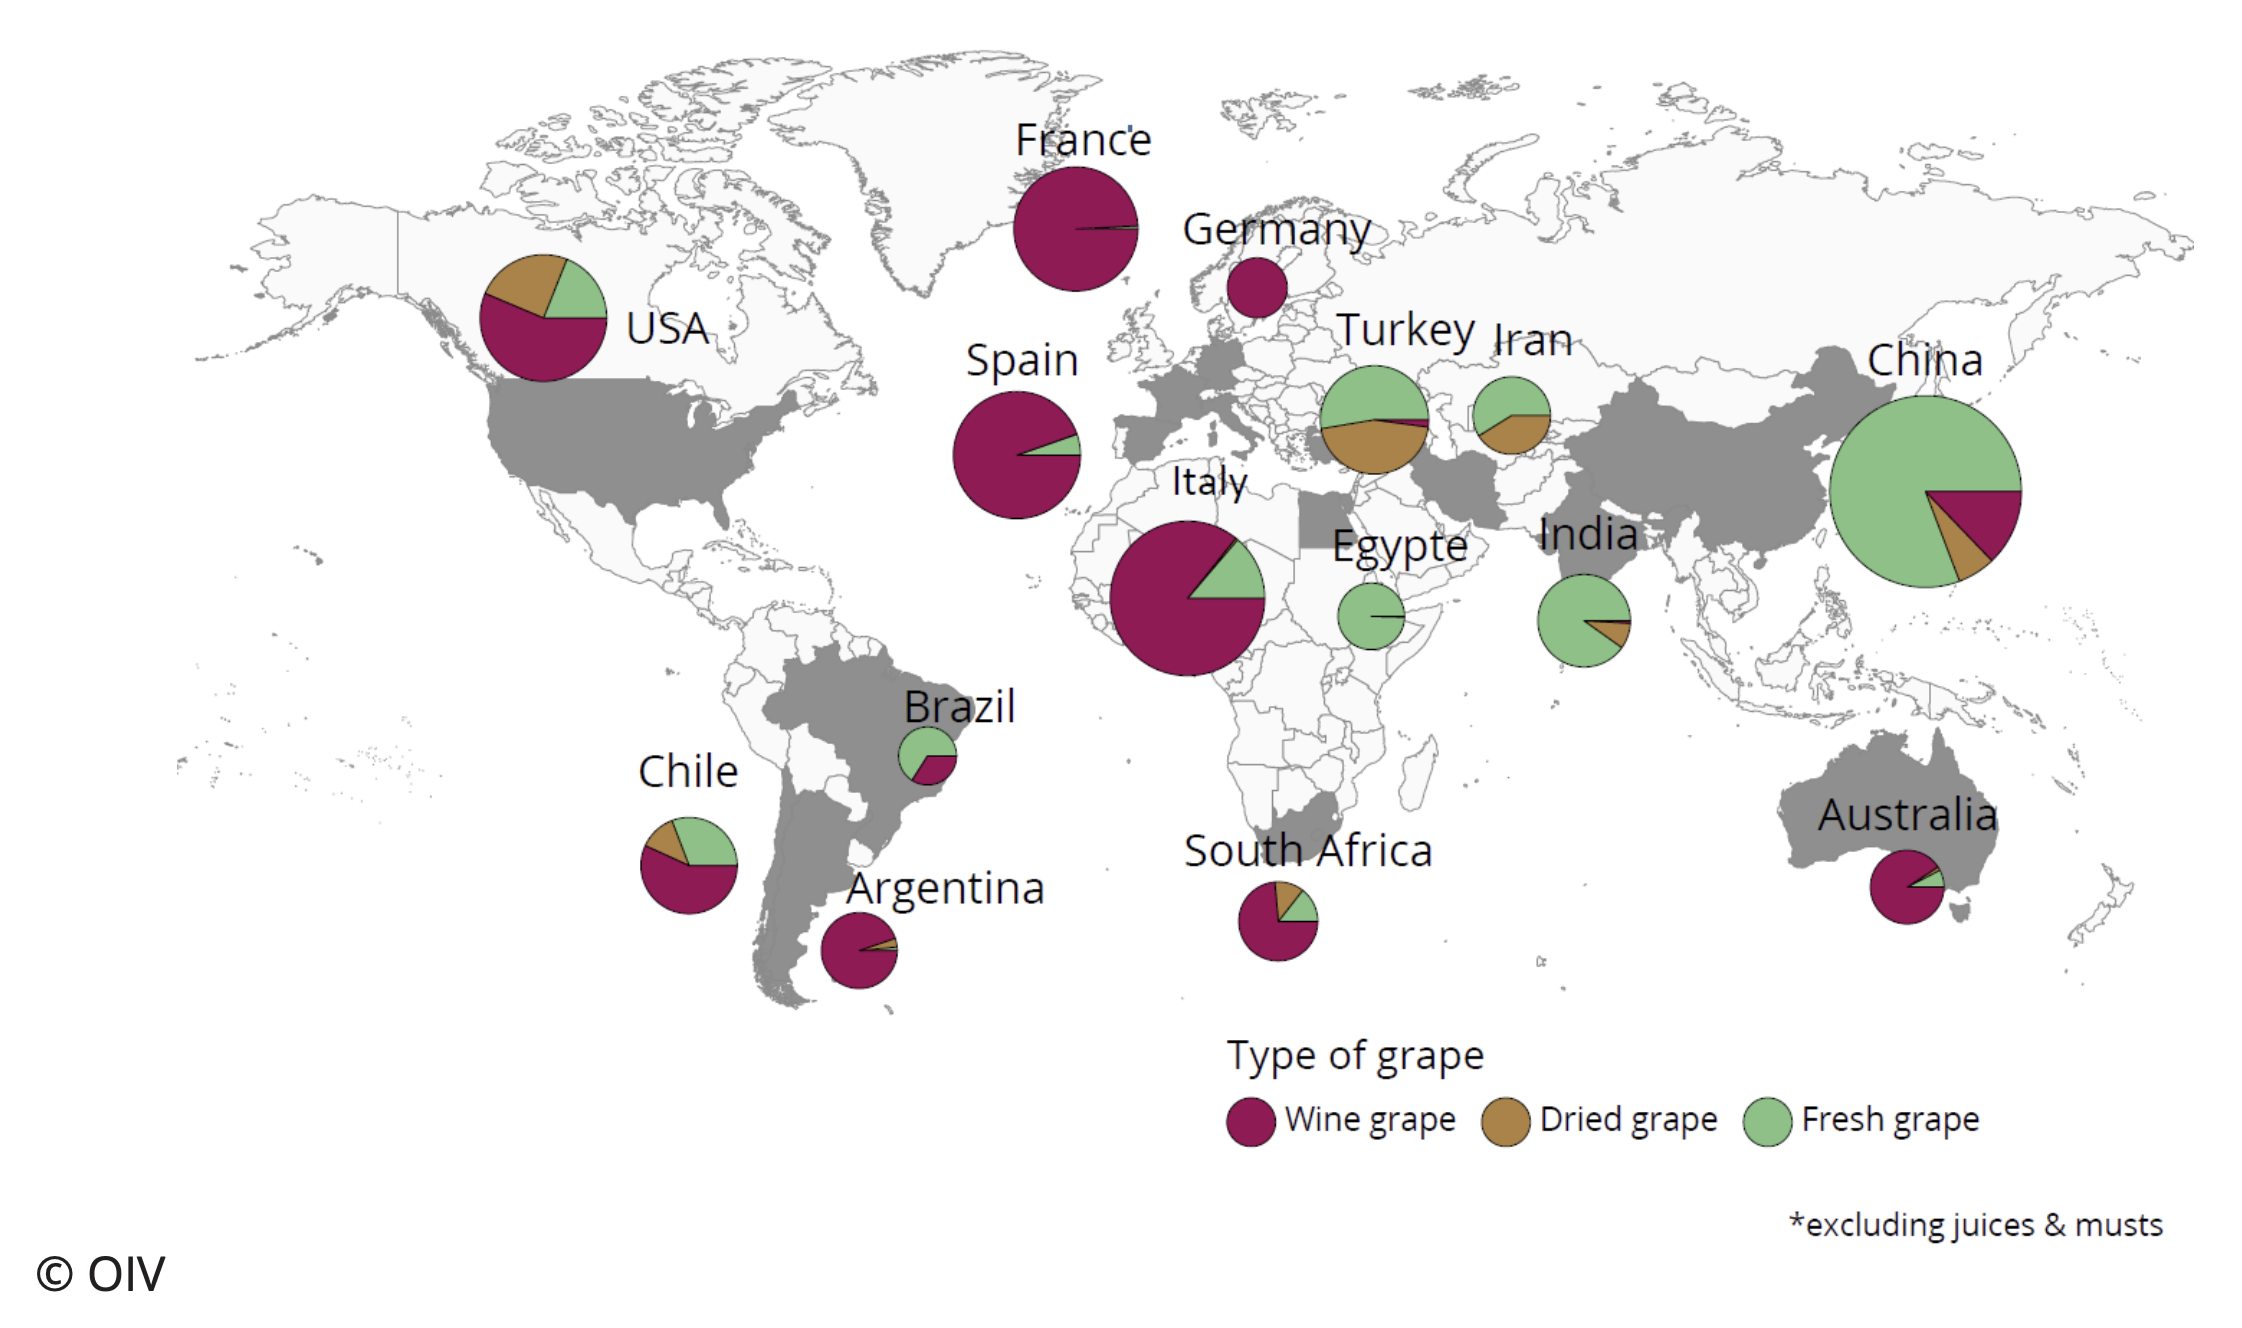 France
Germany
USA
Turkey
Iran
Spain
China
Italy
India
Egypte
Brazil
Chile
Australia
South Africa
Argentina
Type of grape
Wine grape Dried grape Fresh grape
*excluding juices & musts
© OIV